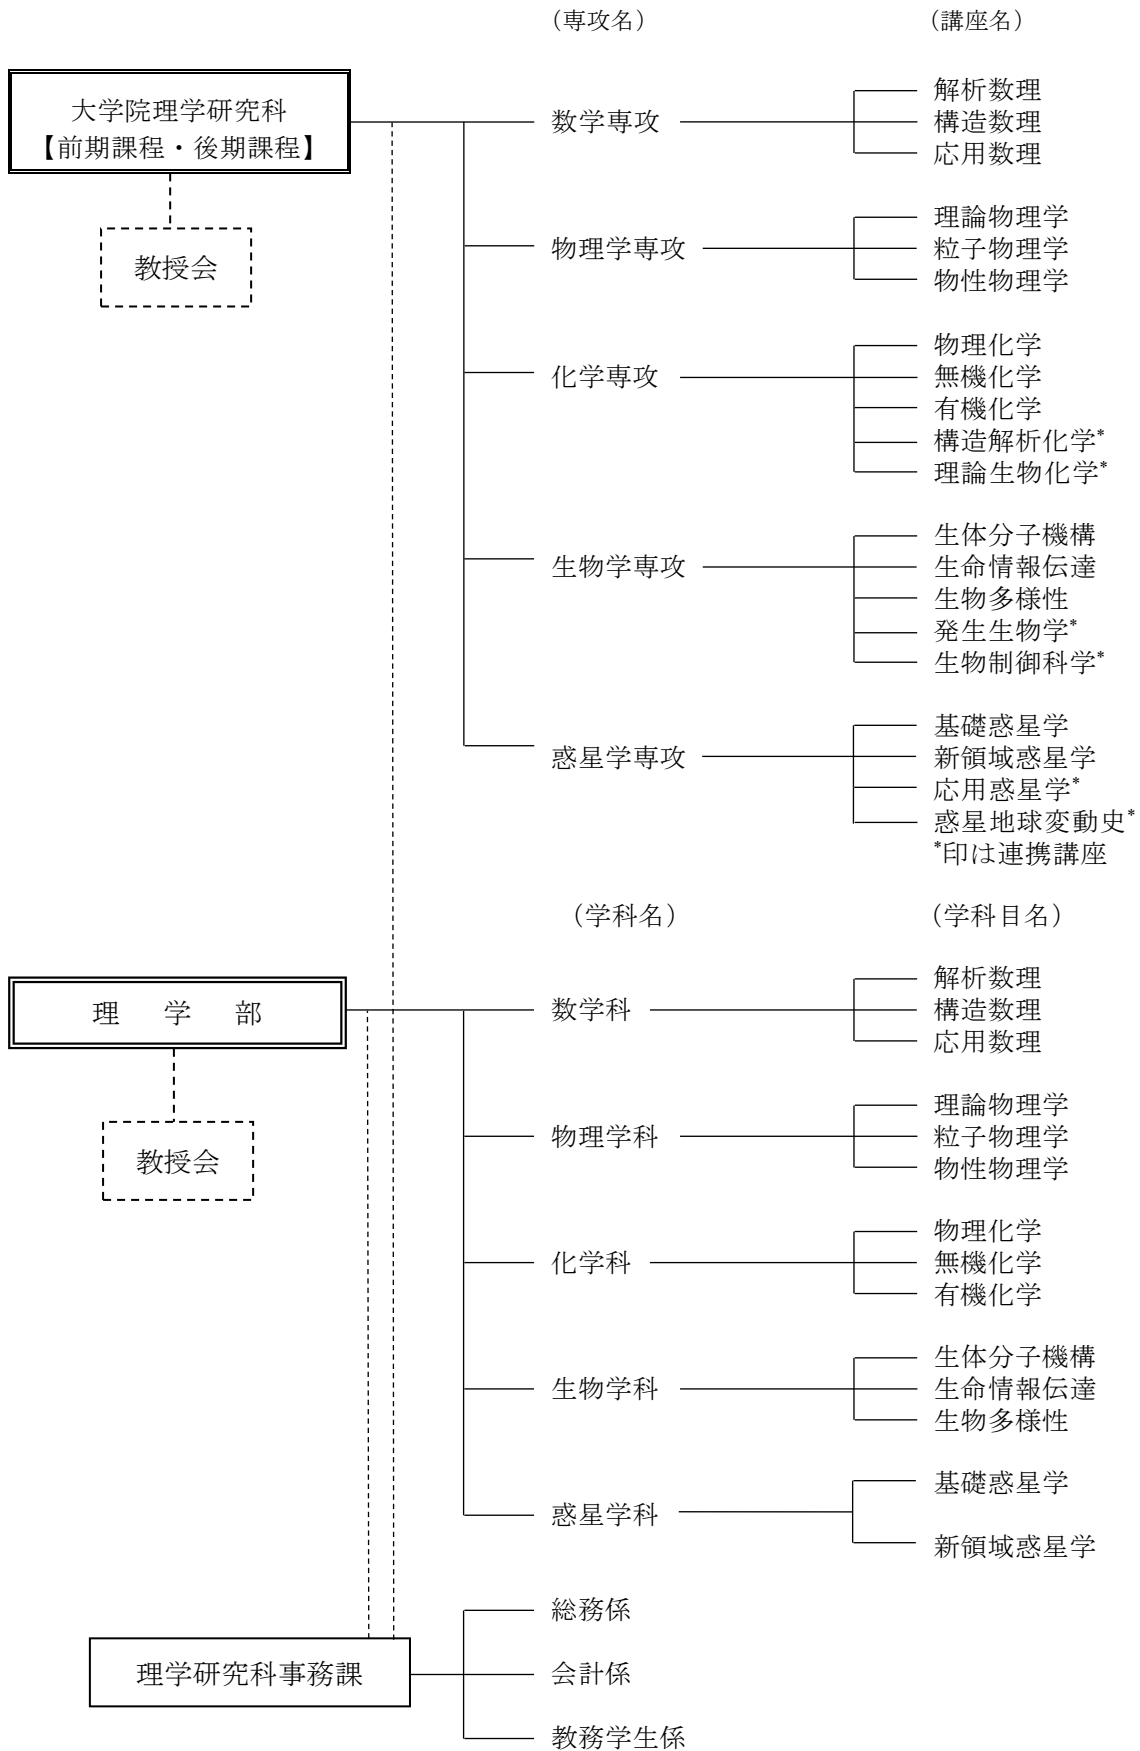 （専攻名）
（講座名）
大学院理学研究科
【前期課程・後期課程】
教授会
数学専攻
解析数理
構造数理
応用数理
物理学専攻
理論物理学
粒子物理学
物性物理学
化学専攻
物理化学
無機化学
有機化学
構造解析化学*
理論生物化学*
生物学専攻
生体分子機構
生命情報伝達
生物多様性
発生生物学*
生物制御科学*
惑星学専攻
基礎惑星学
新領域惑星学
応用惑星学*
惑星地球変動史*
*印は連携講座
（学科名）
（学科目名）
理 学 部
教授会
数学科
解析数理
構造数理
応用数理
物理学科
理論物理学
粒子物理学
物性物理学
化学科
物理化学
無機化学
有機化学
生物学科
生体分子機構
生命情報伝達
生物多様性
惑星学科
基礎惑星学
新領域惑星学
理学研究科事務課
総務係
会計係
教務学生係